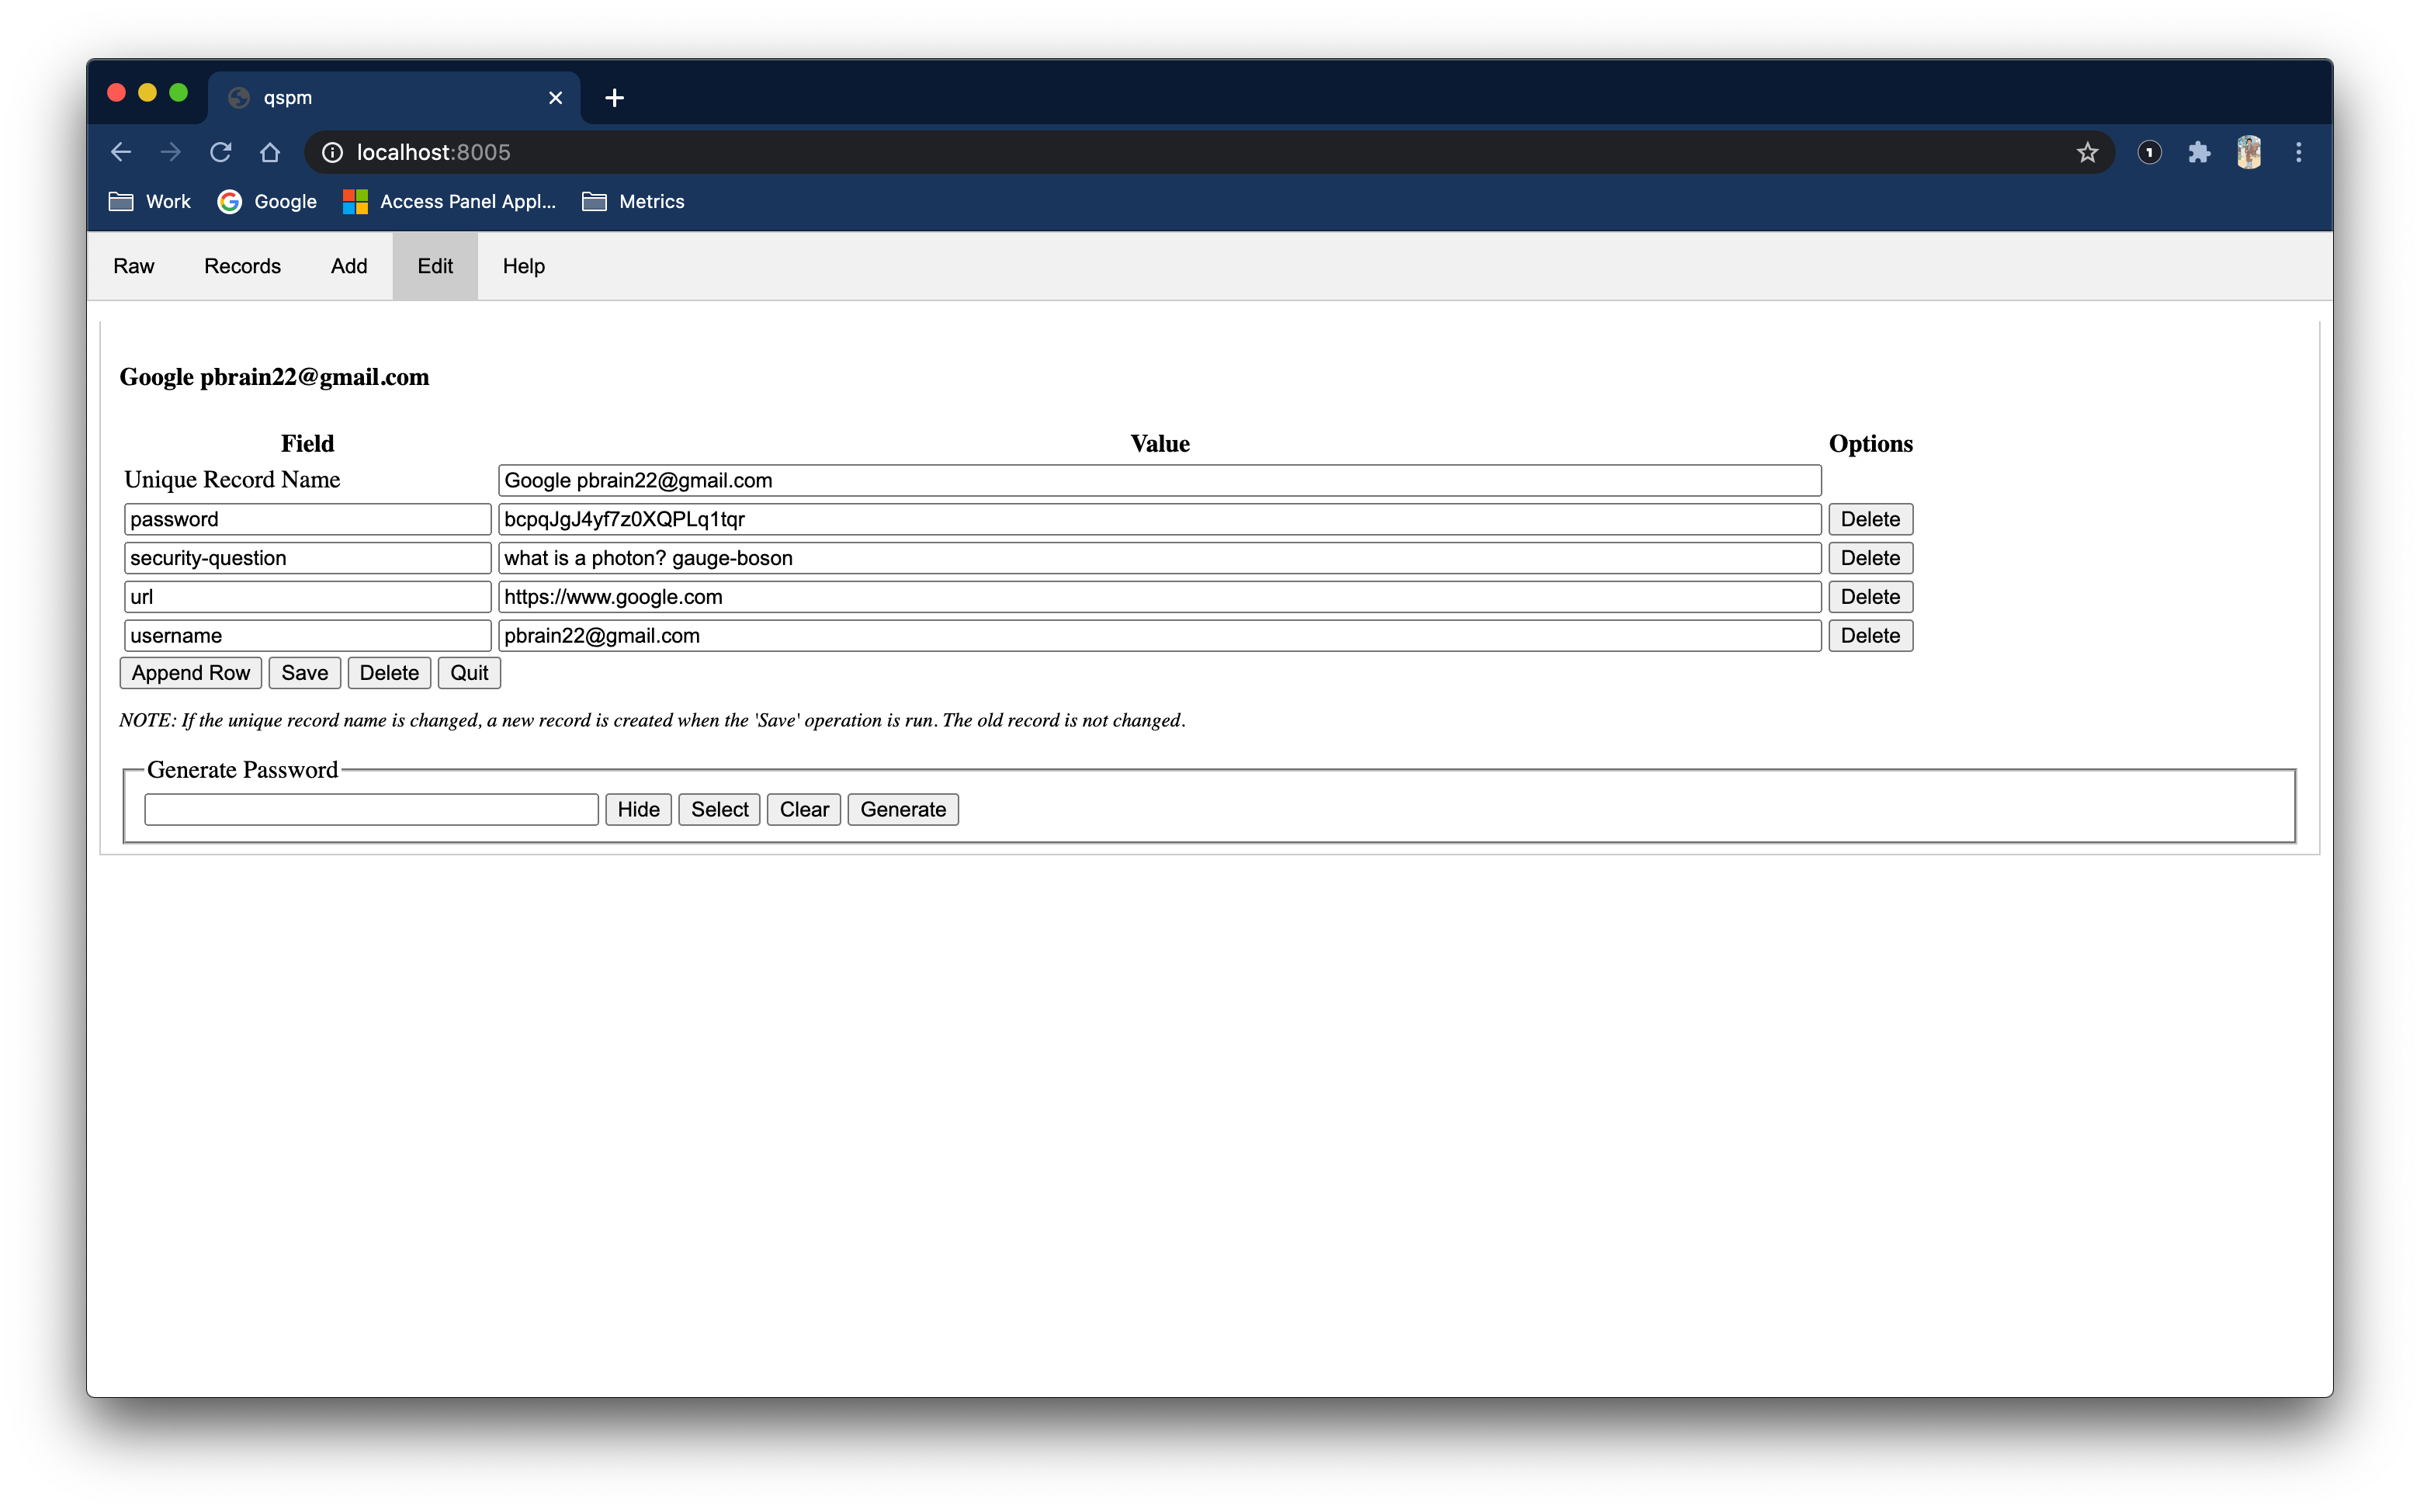 qspm
localhost:8005
Work Google Access Panel Appl... Metrics
Raw Records Add Edit Help
Google pbrain22@gmail.com
Field Value Options
Unique Record Name Google pbrain22@gmail.com
password bcpqJgJ4yf7z0XQPLq1tqr Delete
security-question what is a photon? gauge-boson Delete
url https://www.google.com Delete
username pbrain22@gmail.com Delete
Append Row Save Delete Quit
NOTE: If the unique record name is changed, a new record is created when the 'Save' operation is run. The old record is not changed.
Generate Password
Hide Select Clear Generate